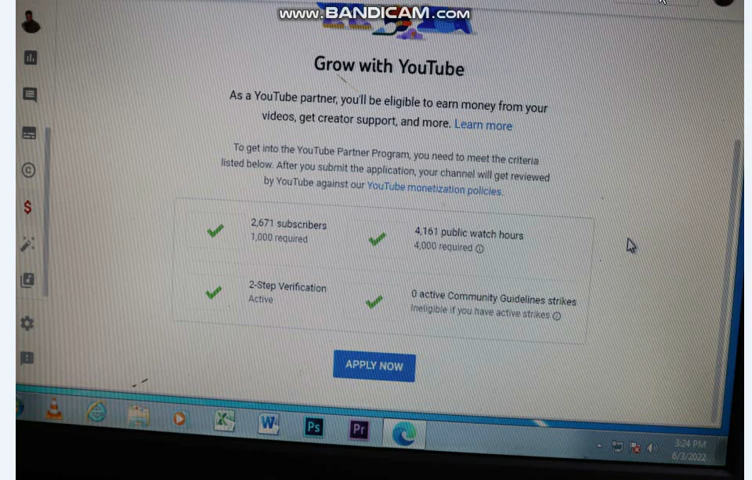 www.BANDICAM.com
Grow with YouTube
As a YouTube partner, you'll be eligible to earn money from your
videos, get creator support, and more. Learn more
To get into the YouTube Partner Program, you need to meet the criteria
listed below. After you submit the application, your channel will get reviewed
by YouTube against our YouTube monetization policies.
2,671 subscribers
1,000 required
4,161 public watch hours
4,000 required
2-Step Verification
Active
0 active Community Guidelines strikes
Ineligible if you have active strikes
APPLY NOW
Ps
Pr
3:24 PM
6/3/2022